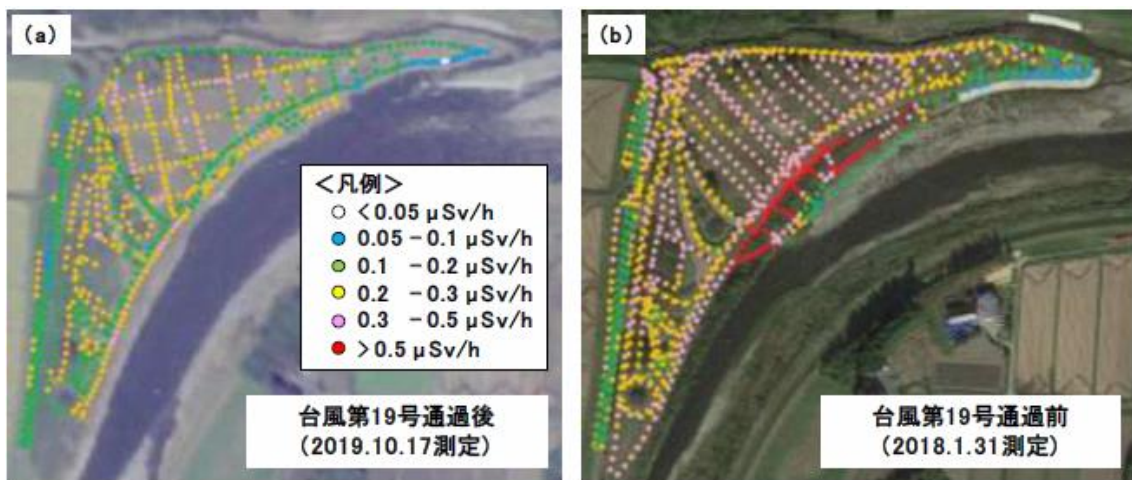 (a)
(b)
<凡例>
<0.05 μSv/h
0.05 -0.1 μSv/h
0.1 -0.2 μSv/h
0.2 -0.3 μSv/h
0.3 -0.5 μSv/h
>0.5 μSv/h
台風第19号通過後
(2019.10.17測定)
台風第19号通過前
(2018.1.31測定)